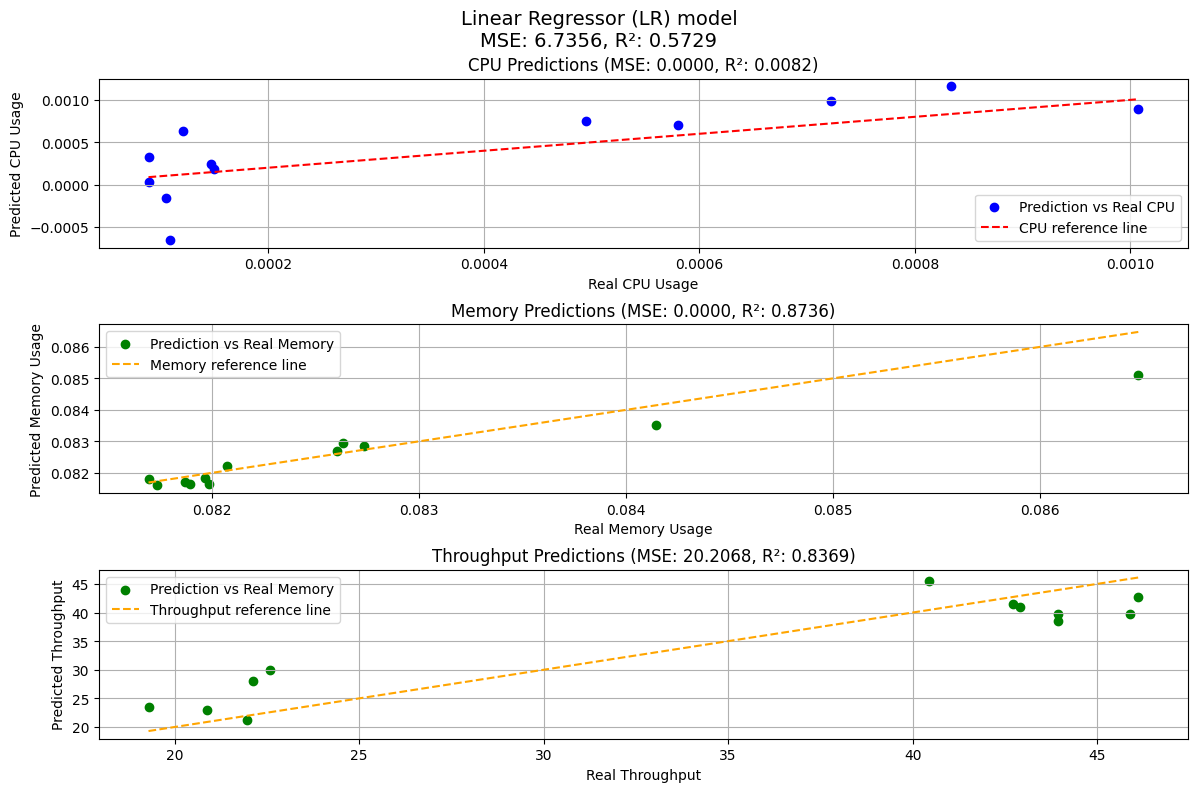 Linear Regressor (LR) model
MSE: 6.7356, R²: 0.5729
CPU Predictions (MSE: 0.0000, R²: 0.0082)
Predicted CPU Usage
0.0010
0.0005
0.0000
−0.0005
Prediction vs Real CPU
CPU reference line
0.0002 0.0004 0.0006 0.0008 0.0010
Real CPU Usage
Memory Predictions (MSE: 0.0000, R²: 0.8736)
Predicted Memory Usage
0.086
0.085
0.084
0.083
0.082
Prediction vs Real Memory
Memory reference line
0.082 0.083 0.084 0.085 0.086
Real Memory Usage
Throughput Predictions (MSE: 20.2068, R²: 0.8369)
Predicted Throughput
45
40
35
30
25
20
Prediction vs Real Memory
Throughput reference line
20 25 30 35 40 45
Real Throughput